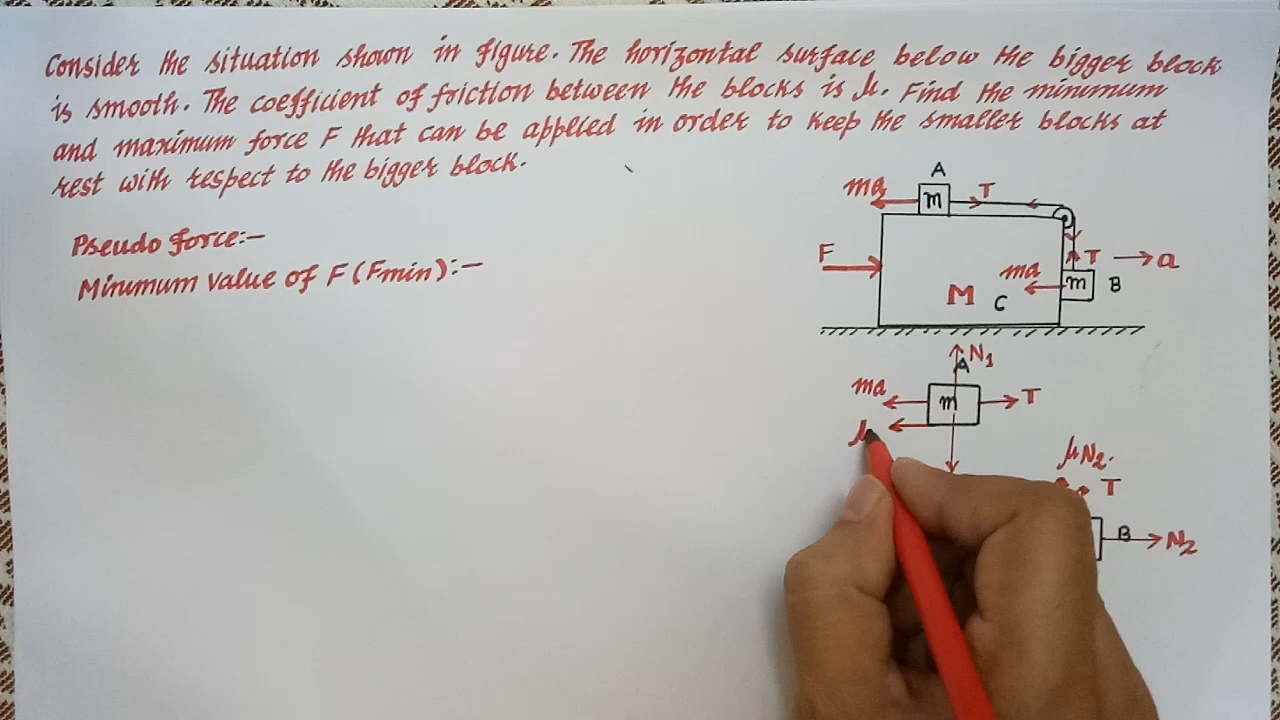 Consider the situation shown in figure. The horizontal surface below the bigger block
is smooth. The coefficient of friction between the blocks is μ. Find the minimum
and maximum force F that can be applied in order to keep the smaller blocks at
rest with respect to the bigger block.
Pseudo force:-
Minimum value of F (Fmin):-
A
ma
m
T
F
T
a
ma
m
B
M
C
N1
A
ma
m
T
μ
μN2
T
B
N2